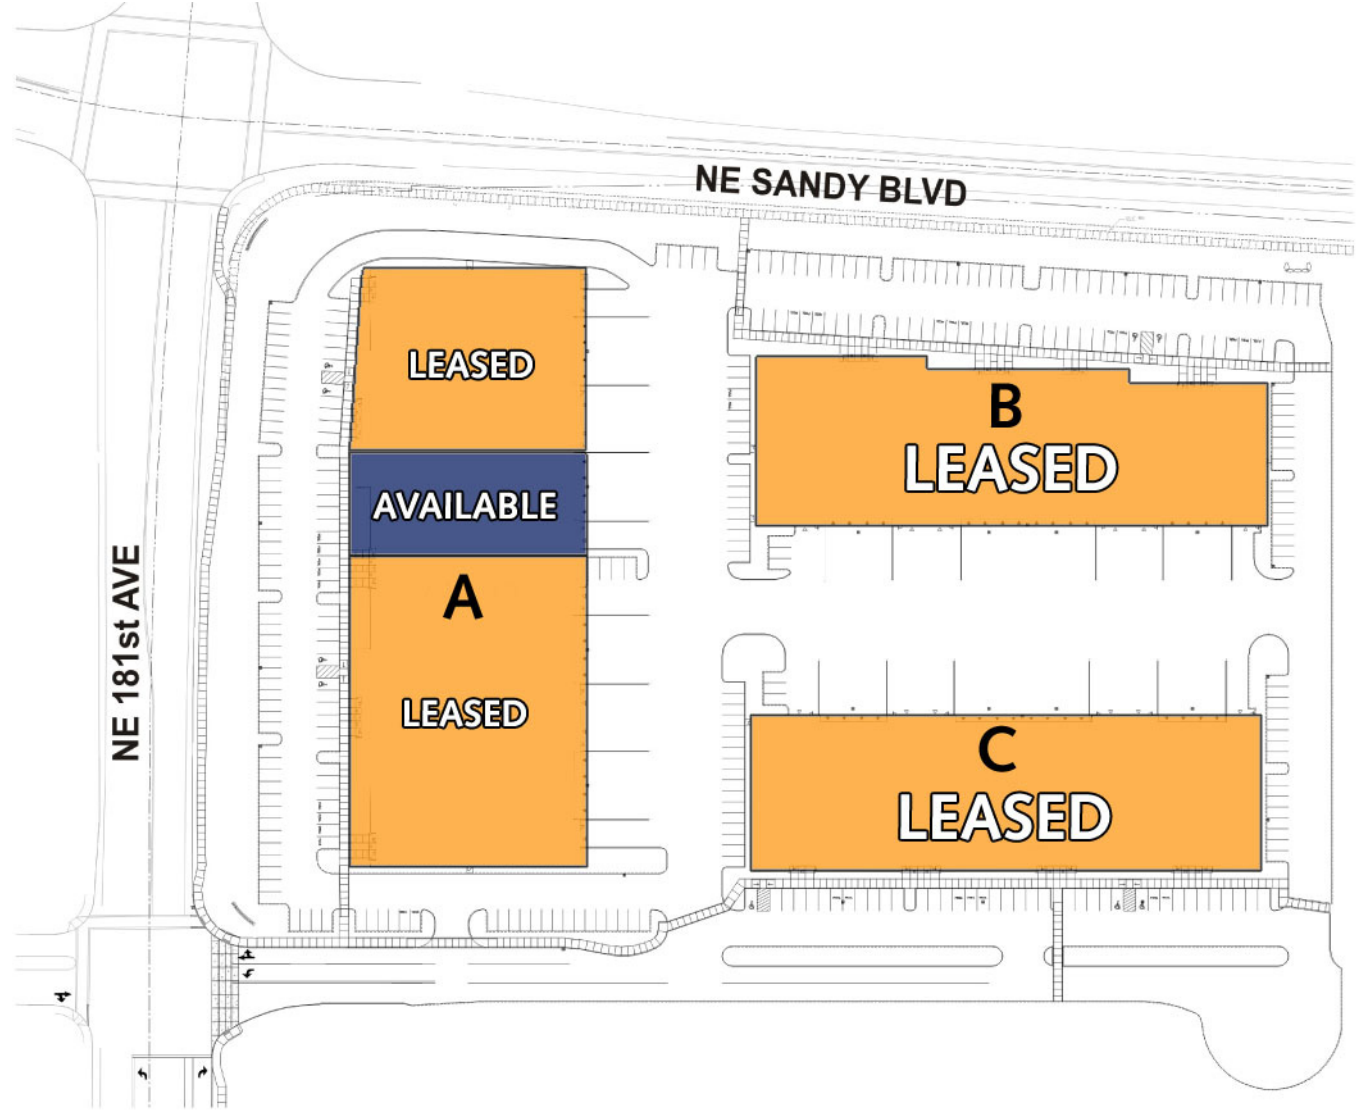 NE SANDY BLVD
LEASED
AVAILABLE
A
LEASED
B
LEASED
C
LEASED
NE 181st AVE